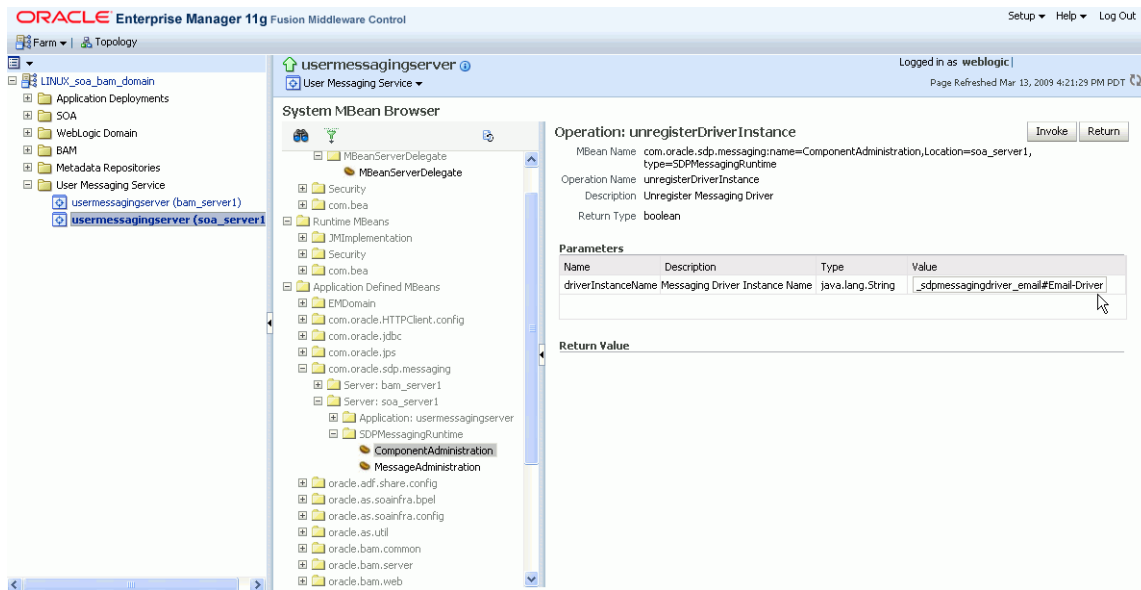 ORACLE Enterprise Manager 11g Fusion Middleware Control
Setup Help Log Out
Farm Topology
LINUX_soa_bam_domain
Application Deployments
SOA
WebLogic Domain
BAM
Metadata Repositories
User Messaging Service
usermessagingserver (bam_server1)
usermessagingserver (soa_server1
usermessagingserver
Logged in as weblogic|
User Messaging Service
Page Refreshed Mar 13, 2009 4:21:29 PM PDT
System MBean Browser
MBeanServerDelegate
MBeanServerDelegate
Security
com.bea
Runtime MBeans
JMImplementation
Security
com.bea
Application Defined MBeans
EMDomain
com.oracle.HTTPClient.config
com.oracle.jdbc
com.oracle.jps
com.oracle.sdp.messaging
Server: bam_server1
Server: soa_server1
Application: usermessagingserver
SDPMessagingRuntime
ComponentAdministration
MessageAdministration
oracle.adf.share.config
oracle.as.soainfra.bpel
oracle.as.soainfra.config
oracle.as.util
oracle.bam.common
oracle.bam.server
oracle.bam.web
Operation: unregisterDriverInstance
Invoke Return
MBean Name com.oracle.sdp.messaging:name=ComponentAdministration,Location=soa_server1,
type=SDPMessagingRuntime
Operation Name unregisterDriverInstance
Description Unregister Messaging Driver
Return Type boolean
Parameters
Name Description Type Value
driverInstanceName Messaging Driver Instance Name java.lang.String _sdpmessagingdriver_email#Email-Driver
Return Value